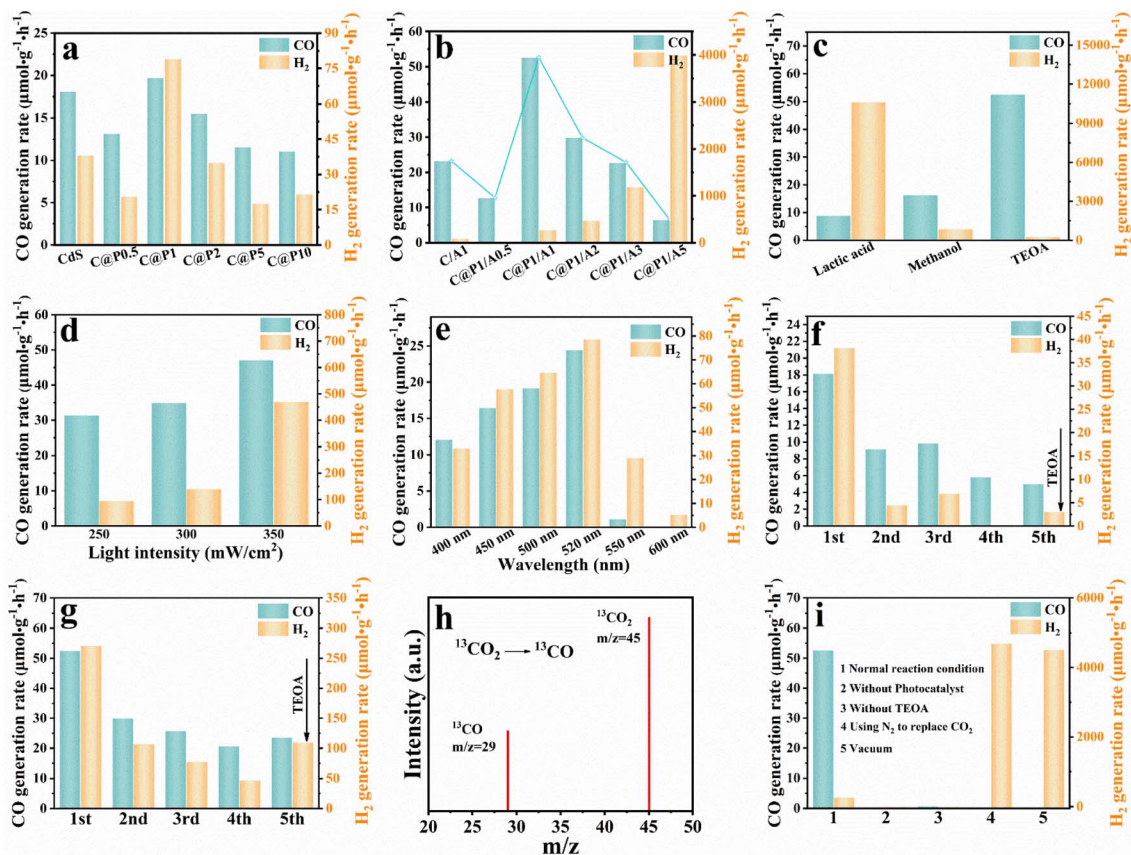 a
CO
H₂
CO generation rate (μmol•g⁻¹•h⁻¹)
25
20
15
10
5
0
H₂ generation rate (μmol•g⁻¹•h⁻¹)
90
75
60
45
30
15
0
CdS
C@P0.5
C@P1
C@P2
C@P5
C@P10
b
CO
H₂
CO generation rate (μmol•g⁻¹•h⁻¹)
60
50
40
30
20
10
0
H₂ generation rate (μmol•g⁻¹•h⁻¹)
4000
3000
2000
1000
0
C/A1
C@P1/A0.5
C@P1/A1
C@P1/A2
C@P1/A3
C@P1/A5
c
CO
H₂
CO generation rate (μmol•g⁻¹•h⁻¹)
70
60
50
40
30
20
10
0
H₂ generation rate (μmol•g⁻¹•h⁻¹)
15000
12000
9000
6000
3000
0
Lactic acid
Methanol
TEOA
d
CO
H₂
CO generation rate (μmol•g⁻¹•h⁻¹)
60
50
40
30
20
10
0
H₂ generation rate (μmol•g⁻¹•h⁻¹)
800
700
600
500
400
300
200
100
0
250
300
350
Light intensity (mW/cm²)
e
CO
H₂
CO generation rate (μmol•g⁻¹•h⁻¹)
25
20
15
10
5
0
H₂ generation rate (μmol•g⁻¹•h⁻¹)
80
70
60
50
40
30
20
10
0
400 nm
450 nm
500 nm
520 nm
550 nm
600 nm
Wavelength (nm)
f
CO
H₂
CO generation rate (μmol•g⁻¹•h⁻¹)
24
22
20
18
16
14
12
10
8
6
4
2
0
H₂ generation rate (μmol•g⁻¹•h⁻¹)
45
40
35
30
25
20
15
10
5
0
TEOA
1st
2nd
3rd
4th
5th
g
CO
H₂
CO generation rate (μmol•g⁻¹•h⁻¹)
70
60
50
40
30
20
10
0
H₂ generation rate (μmol•g⁻¹•h⁻¹)
350
300
250
200
150
100
50
0
TEOA
1st
2nd
3rd
4th
5th
h
Intensity (a.u.)
¹³CO₂
m/z=45
¹³CO₂ → ¹³CO
¹³CO
m/z=29
20
25
30
35
40
45
50
m/z
i
CO
H₂
CO generation rate (μmol•g⁻¹•h⁻¹)
70
60
50
40
30
20
10
0
H₂ generation rate (μmol•g⁻¹•h⁻¹)
6000
4000
2000
0
1 Normal reaction condition
2 Without Photocatalyst
3 Without TEOA
4 Using N₂ to replace CO₂
5 Vacuum
1
2
3
4
5